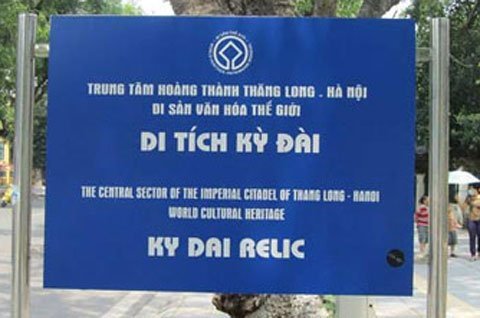 TRUNG TÂM HOÀNG THÀNH THĂNG LONG . HÀ NỘI
DI SẢN VĂN HÓA THẾ GIỚI
DI TÍCH KỲ ĐÀI
THE CENTRAL SECTOR OF THE IMPERIAL CITADEL OF THANG LONG - HANOI
WORLD CULTURAL HERITAGE
KY DAI RELIC